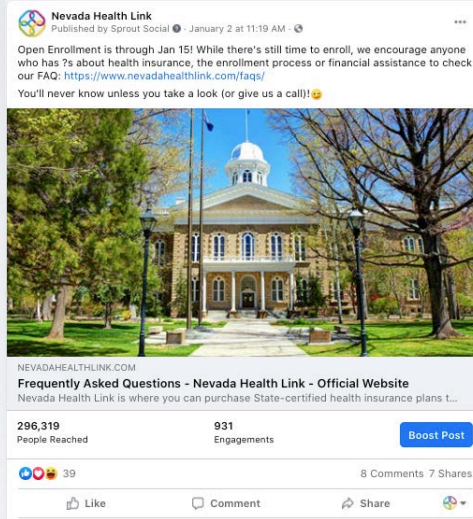 Nevada Health Link
Published by Sprout Social · January 2 at 11:19 AM ·
Open Enrollment is through Jan 15! While there's still time to enroll, we encourage anyone
who has ?s about health insurance, the enrollment process or financial assistance to check
our FAQ: https://www.nevadahealthlink.com/faqs/
You'll never know unless you take a look (or give us a call)!😉
NEVADAHEALTHLINK.COM
Frequently Asked Questions - Nevada Health Link - Official Website
Nevada Health Link is where you can purchase State-certified health insurance plans t...
296,319 931
People Reached Engagements
Boost Post
39 8 Comments 7 Shares
Like Comment Share